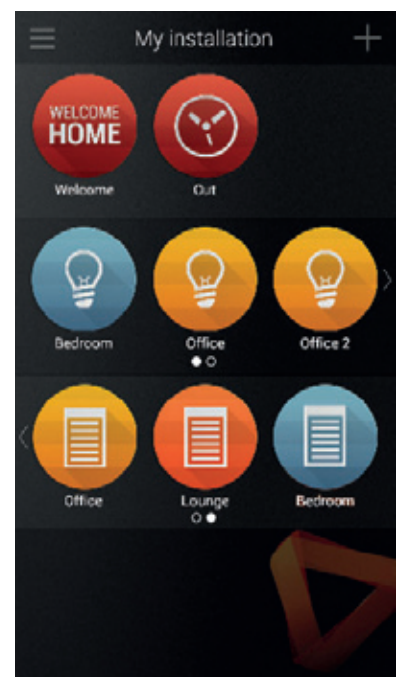 My installation
WELCOME
HOME
Welcome
Out
Bedroom
Office
Office 2
Office
Lounge
Bedroom